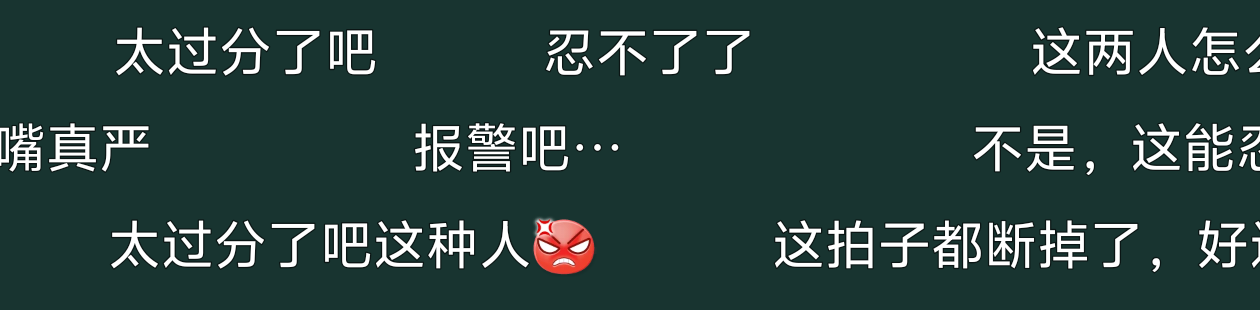 太过分了吧 忍不了了 这两人怎
嘴真严 报警吧… 不是，这能
太过分了吧这种人😡 这拍子都断掉了，好